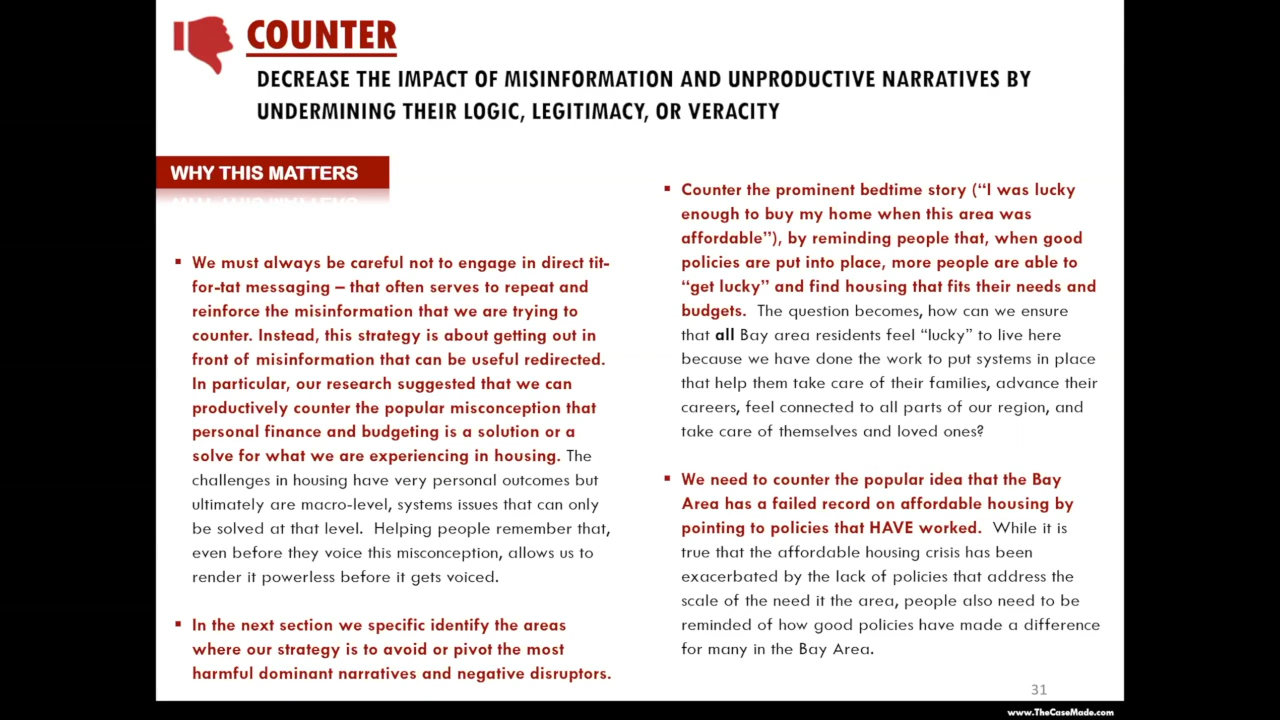 COUNTER
DECREASE THE IMPACT OF MISINFORMATION AND UNPRODUCTIVE NARRATIVES BY
UNDERMINING THEIR LOGIC, LEGITIMACY, OR VERACITY
WHY THIS MATTERS
▪ We must always be careful not to engage in direct tit-
for-tat messaging – that often serves to repeat and
reinforce the misinformation that we are trying to
counter. Instead, this strategy is about getting out in
front of misinformation that can be useful redirected.
In particular, our research suggested that we can
productively counter the popular misconception that
personal finance and budgeting is a solution or a
solve for what we are experiencing in housing. The
challenges in housing have very personal outcomes but
ultimately are macro-level, systems issues that can only
be solved at that level. Helping people remember that,
even before they voice this misconception, allows us to
render it powerless before it gets voiced.
▪ In the next section we specific identify the areas
where our strategy is to avoid or pivot the most
harmful dominant narratives and negative disruptors.
▪ Counter the prominent bedtime story (“I was lucky
enough to buy my home when this area was
affordable”), by reminding people that, when good
policies are put into place, more people are able to
“get lucky” and find housing that fits their needs and
budgets. The question becomes, how can we ensure
that all Bay area residents feel “lucky” to live here
because we have done the work to put systems in place
that help them take care of their families, advance their
careers, feel connected to all parts of our region, and
take care of themselves and loved ones?
▪ We need to counter the popular idea that the Bay
Area has a failed record on affordable housing by
pointing to policies that HAVE worked. While it is
true that the affordable housing crisis has been
exacerbated by the lack of policies that address the
scale of the need it the area, people also need to be
reminded of how good policies have made a difference
for many in the Bay Area.
31
www.TheCaseMade.com